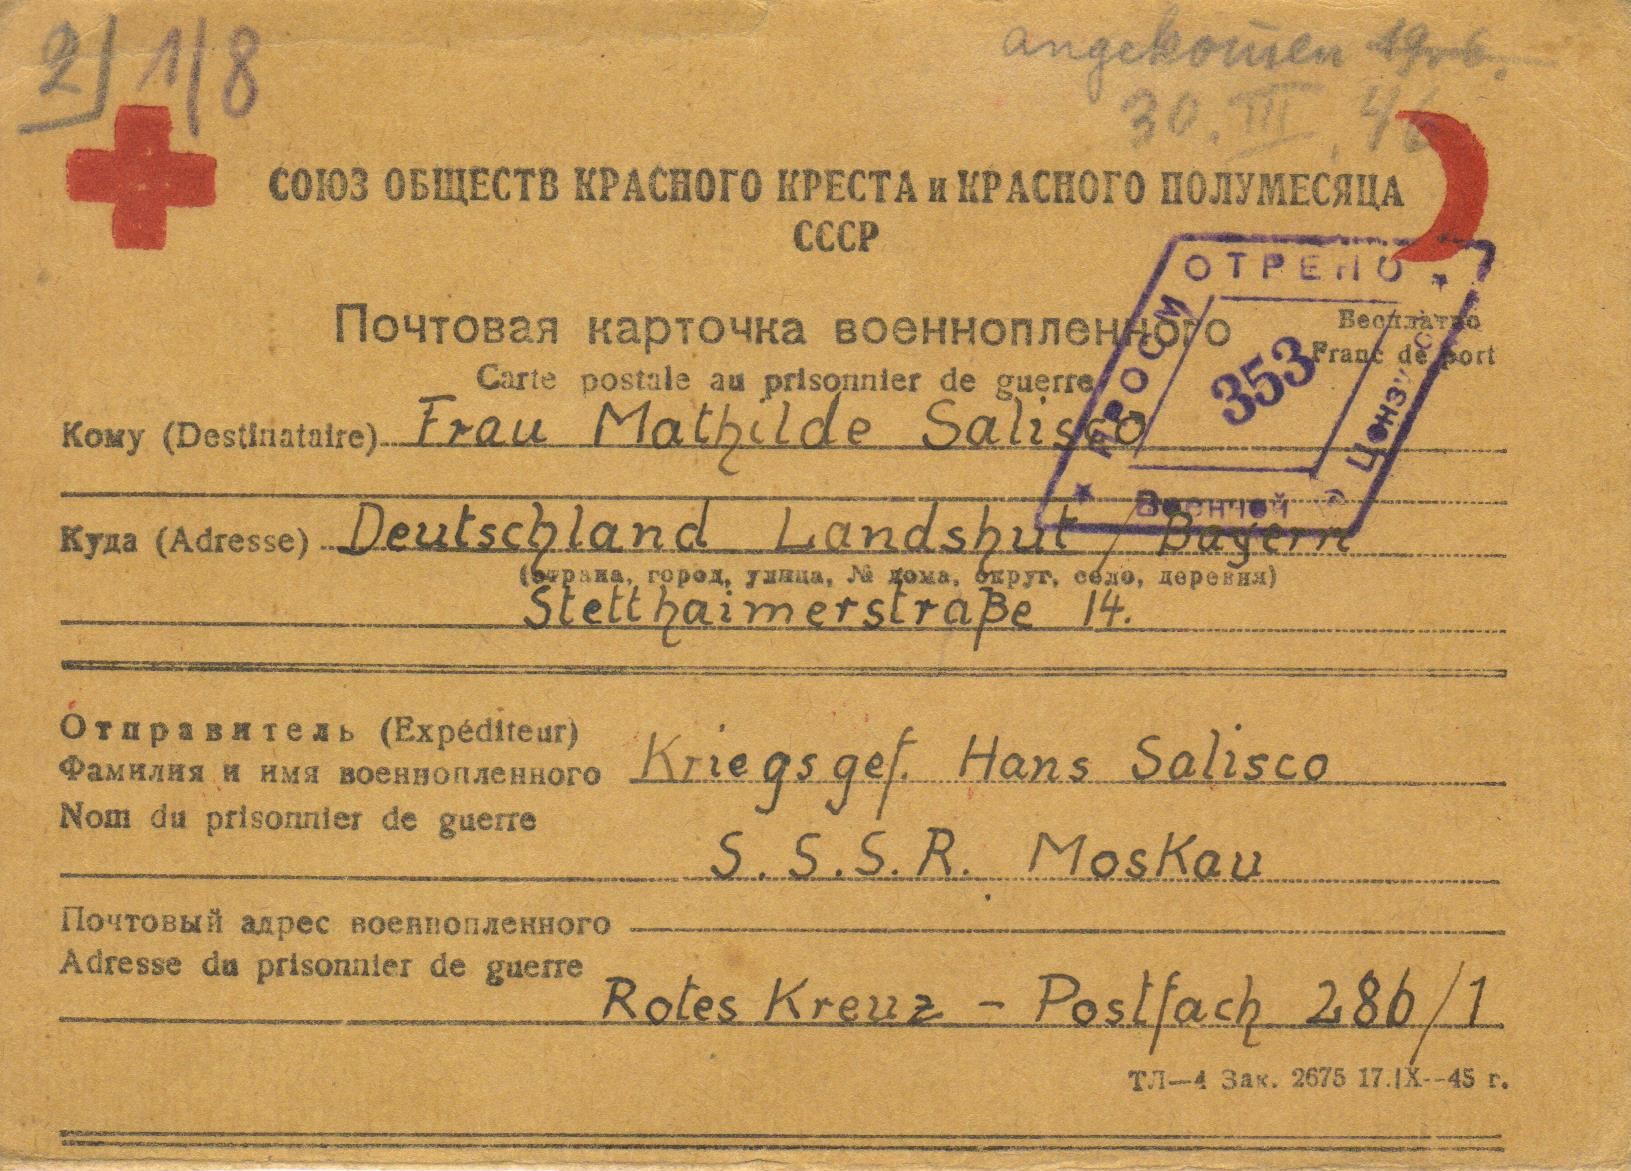 2) 1/8
angekommen
30. III. 46
СОЮЗ ОБЩЕСТВ КРАСНОГО КРЕСТА и КРАСНОГО ПОЛУМЕСЯЦА
СССР
ПРОСМОТРЕНО
Военной Цензурой
353
Почтовая карточка военнопленного
Бесплатно
Carte postale au prisonnier de guerre
Franc de port
Кому (Destinataire) Frau Mathilde Salisco
Куда (Adresse) Deutschland Landshut / Bayern
(страна, город, улица, № дома, округ, село, деревня)
Stetthaimerstraße 14.
Отправитель (Expéditeur)
Фамилия и имя военнопленного Kriegsgef. Hans Salisco
Nom du prisonnier de guerre
S.S.S.R. Moskau
Почтовый адрес военнопленного
Adresse du prisonnier de guerre
Rotes Kreuz – Postfach 286/1
ТЛ—4 Зак. 2675 17.IX--45 г.